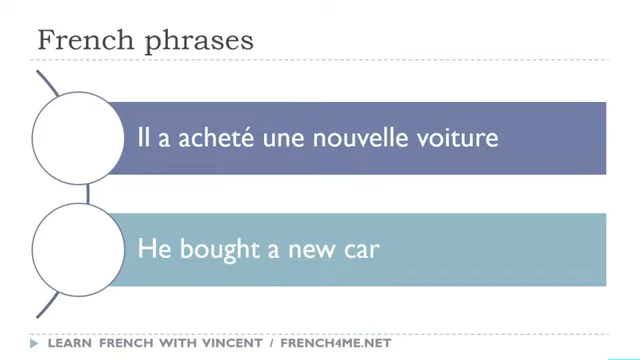 French phrases
Il a acheté une nouvelle voiture
He bought a new car
LEARN FRENCH WITH VINCENT / FRENCH4ME.NET